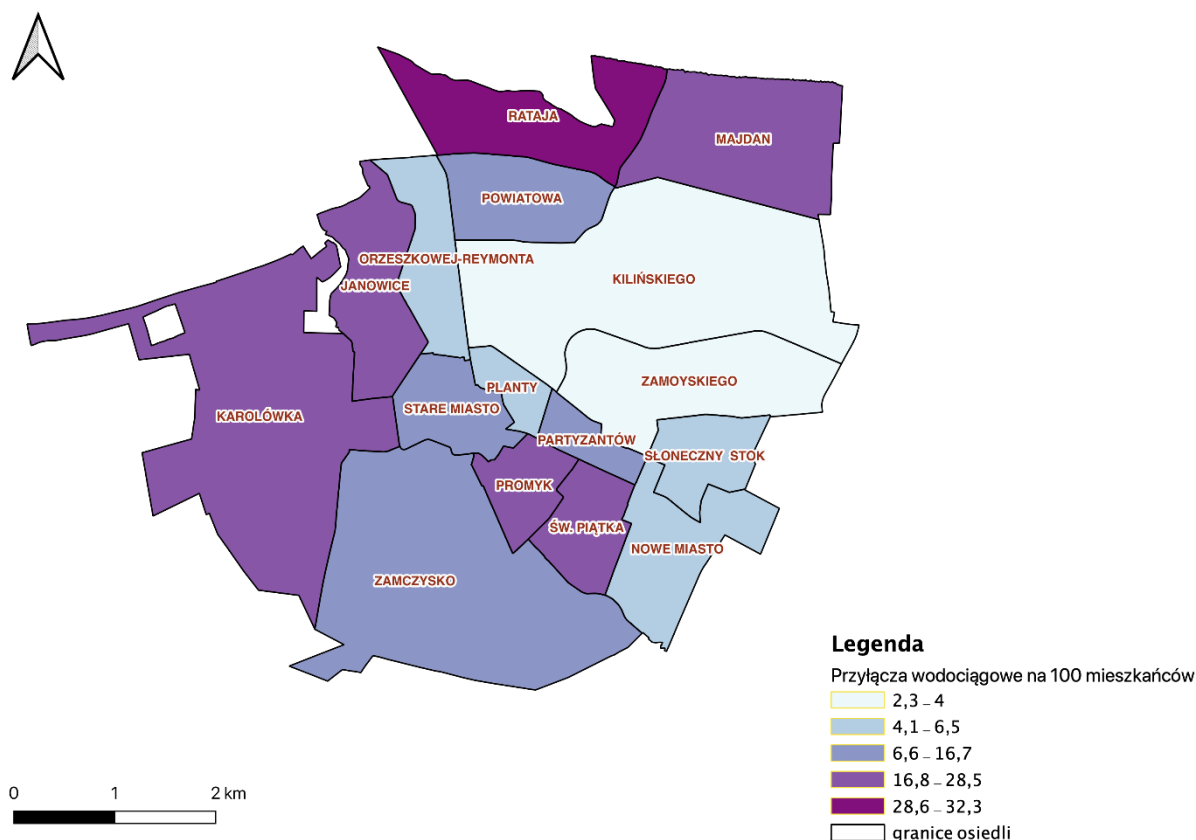 RATAJA
MAJDAN
POWIATOWA
ORZESZKOWEJ-REYMONTA
KILIŃSKIEGO
JANOWICE
ZAMOYSKIEGO
PLANTY
STARE MIASTO
KAROLÓWKA
PARTYZANTÓW
SŁONECZNY STOK
PROMYK
ŚW. PIĄTKA
NOWE MIASTO
ZAMCZYSKO
Legenda
Przyłącza wodociągowe na 100 mieszkańców
2,3 – 4
4,1 – 6,5
6,6 – 16,7
16,8 – 28,5
28,6 – 32,3
granice osiedli
0 1 2 km